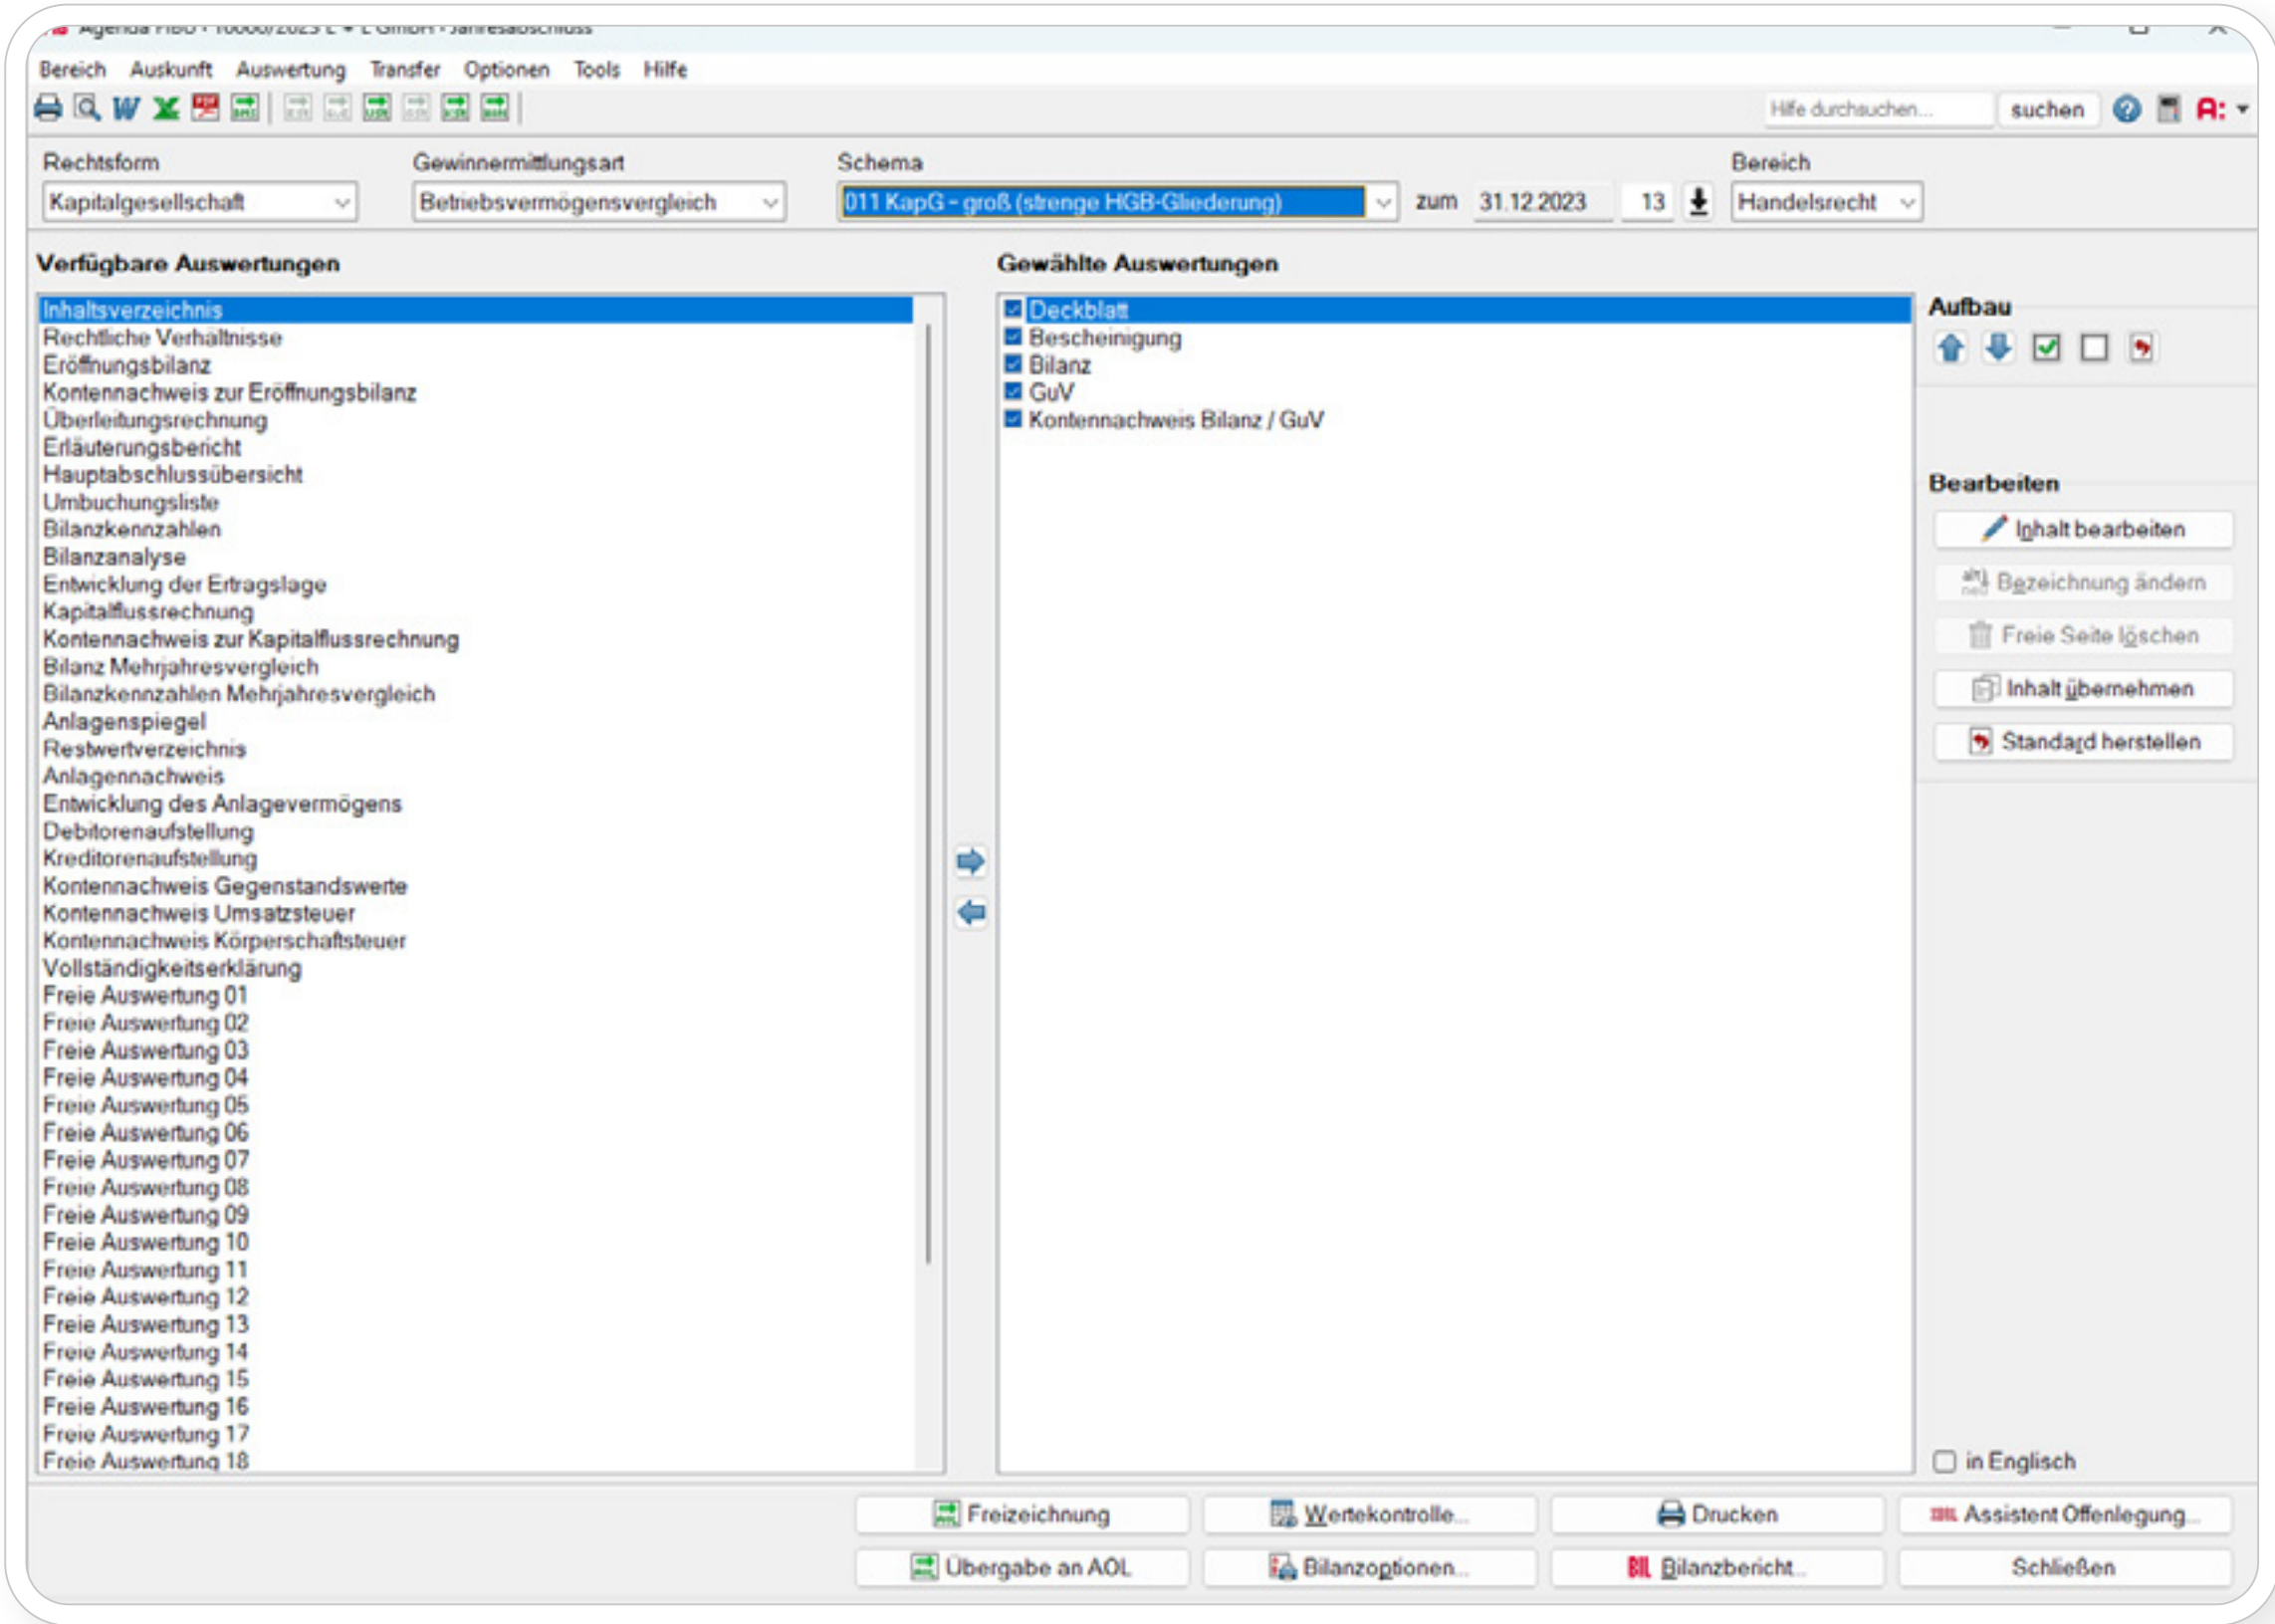 Agenda FIBU - 10000/2023 L + L GmbH - Jahresabschluss
Bereich Auskunft Auswertung Transfer Optionen Tools Hilfe
Hilfe durchsuchen... suchen
Rechtsform Gewinnermittlungsart Schema Bereich
Kapitalgesellschaft Betriebsvermögensvergleich 011 KapG - groß (strenge HGB-Gliederung) zum 31.12.2023 13 Handelsrecht
Verfügbare Auswertungen
Inhaltsverzeichnis
Rechtliche Verhältnisse
Eröffnungsbilanz
Kontennachweis zur Eröffnungsbilanz
Überleitungsrechnung
Erläuterungsbericht
Hauptabschlussübersicht
Umbuchungsliste
Bilanzkennzahlen
Bilanzanalyse
Entwicklung der Ertragslage
Kapitalflussrechnung
Kontennachweis zur Kapitalflussrechnung
Bilanz Mehrjahresvergleich
Bilanzkennzahlen Mehrjahresvergleich
Anlagenspiegel
Restwertverzeichnis
Anlagennachweis
Entwicklung des Anlagevermögens
Debitorenaufstellung
Kreditorenaufstellung
Kontennachweis Gegenstandswerte
Kontennachweis Umsatzsteuer
Kontennachweis Körperschaftsteuer
Vollständigkeitserklärung
Freie Auswertung 01
Freie Auswertung 02
Freie Auswertung 03
Freie Auswertung 04
Freie Auswertung 05
Freie Auswertung 06
Freie Auswertung 07
Freie Auswertung 08
Freie Auswertung 09
Freie Auswertung 10
Freie Auswertung 11
Freie Auswertung 12
Freie Auswertung 13
Freie Auswertung 14
Freie Auswertung 15
Freie Auswertung 16
Freie Auswertung 17
Freie Auswertung 18
Gewählte Auswertungen
Deckblatt
Bescheinigung
Bilanz
GuV
Kontennachweis Bilanz / GuV
Aufbau
Bearbeiten
Inhalt bearbeiten
Bezeichnung ändern
Freie Seite löschen
Inhalt übernehmen
Standard herstellen
in Englisch
Freizeichnung Wertekontrolle... Drucken Assistent Offenlegung...
Übergabe an AOL Bilanzoptionen... BIL Bilanzbericht... Schließen